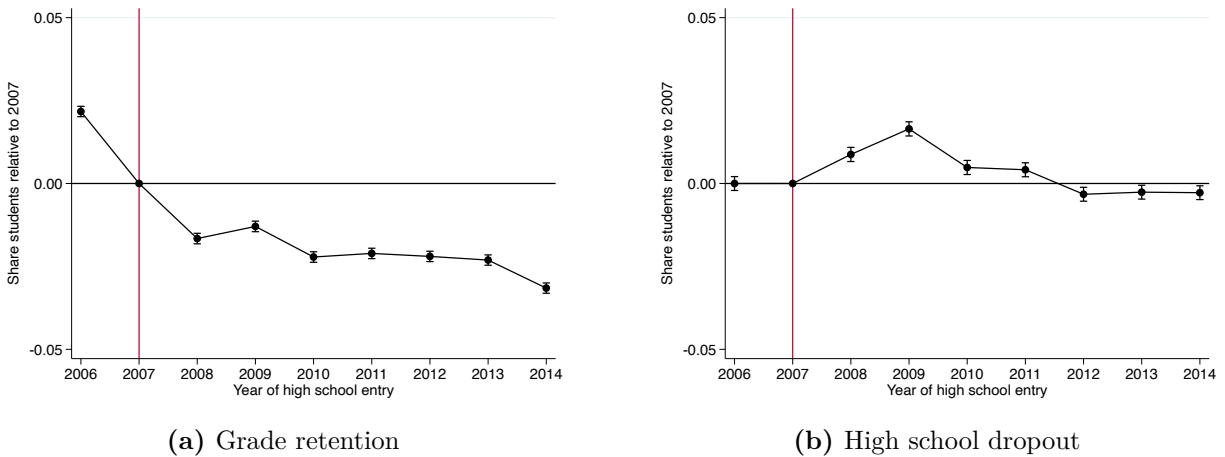 Share students relative to 2007
0.05
0.00
-0.05
2006 2007 2008 2009 2010 2011 2012 2013 2014
Year of high school entry
(a) Grade retention
Share students relative to 2007
0.05
0.00
-0.05
2006 2007 2008 2009 2010 2011 2012 2013 2014
Year of high school entry
(b) High school dropout